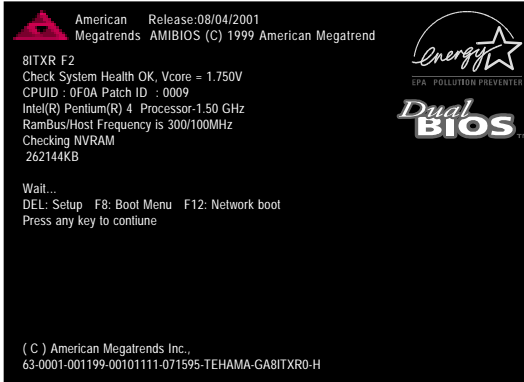 American Release:08/04/2001
Megatrends AMIBIOS (C) 1999 American Megatrend
energy
EPA POLLUTION PREVENTER
Dual
BIOS TM
8ITXR F2
Check System Health OK, Vcore = 1.750V
CPUID : 0F0A Patch ID : 0009
Intel(R) Pentium(R) 4 Processor-1.50 GHz
RamBus/Host Frequency is 300/100MHz
Checking NVRAM
262144KB
Wait...
DEL: Setup F8: Boot Menu F12: Network boot
Press any key to contiune
( C ) American Megatrends Inc.,
63-0001-001199-00101111-071595-TEHAMA-GA8ITXR0-H